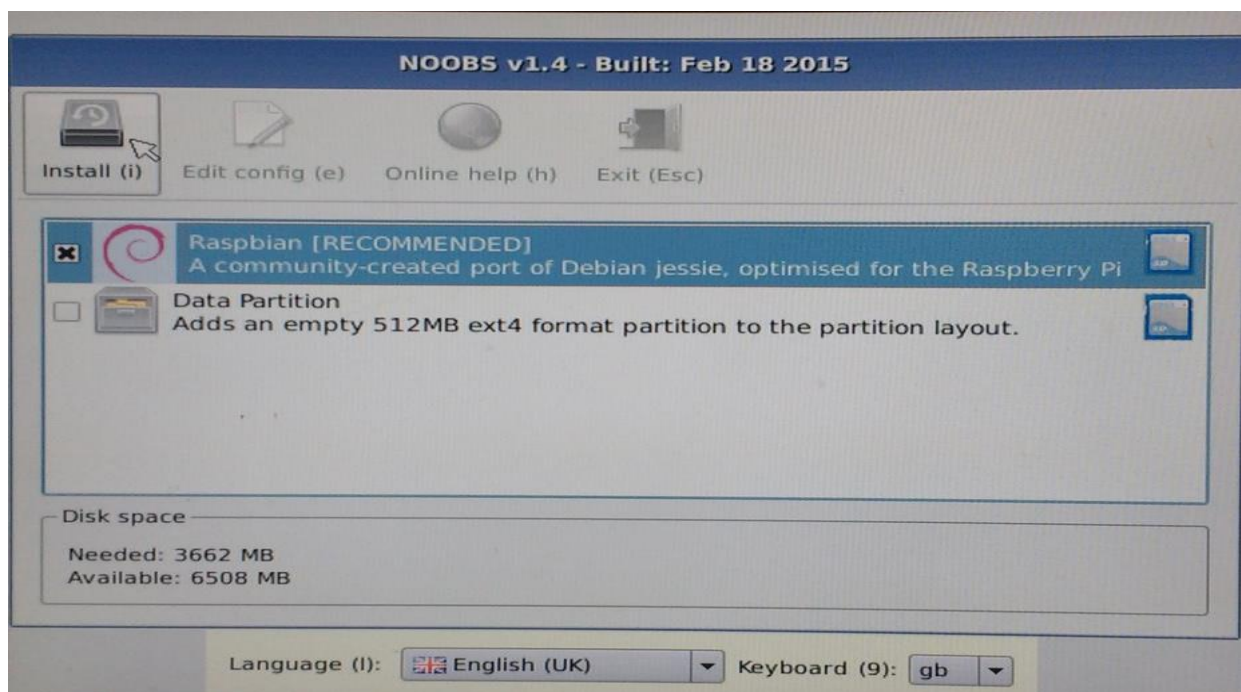 NOOBS v1.4 - Built: Feb 18 2015
Install (i) Edit config (e) Online help (h) Exit (Esc)
Raspbian [RECOMMENDED]
A community-created port of Debian jessie, optimised for the Raspberry Pi
Data Partition
Adds an empty 512MB ext4 format partition to the partition layout.
Disk space
Needed: 3662 MB
Available: 6508 MB
Language (l): English (UK) Keyboard (9): gb